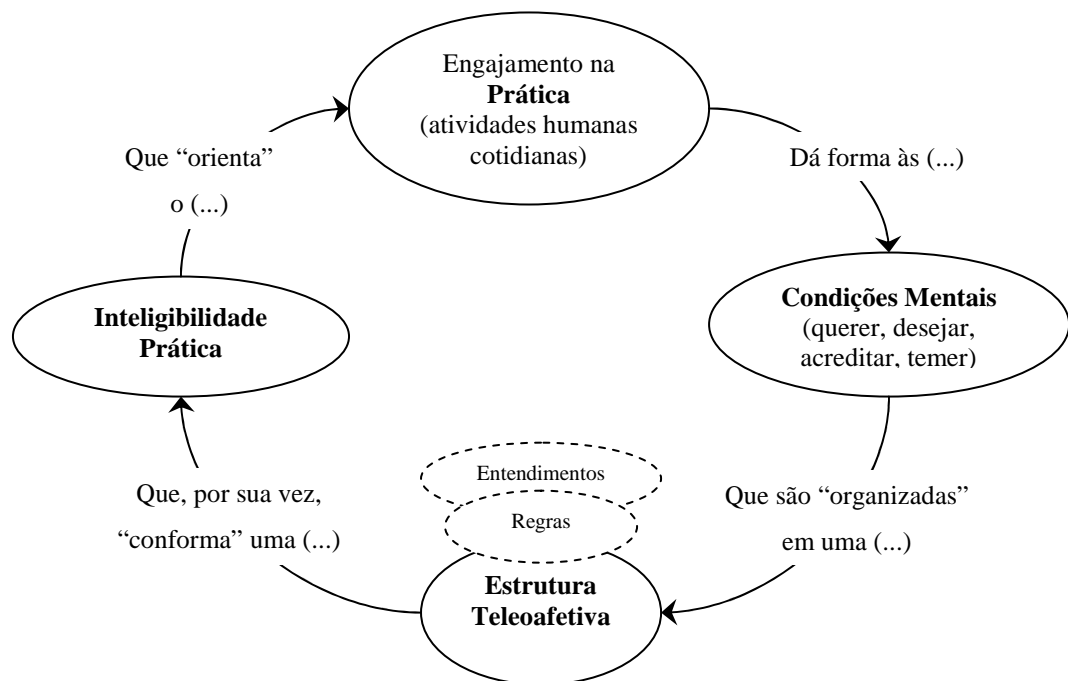 Engajamento na
Prática
(atividades humanas
cotidianas)
Que “orienta”
o (...)
Dá forma às (...)
Inteligibilidade
Prática
Condições Mentais
(querer, desejar,
acreditar, temer)
Entendimentos
Regras
Que, por sua vez,
“conforma” uma (...)
Que são “organizadas”
em uma (...)
Estrutura
Teleoafetiva